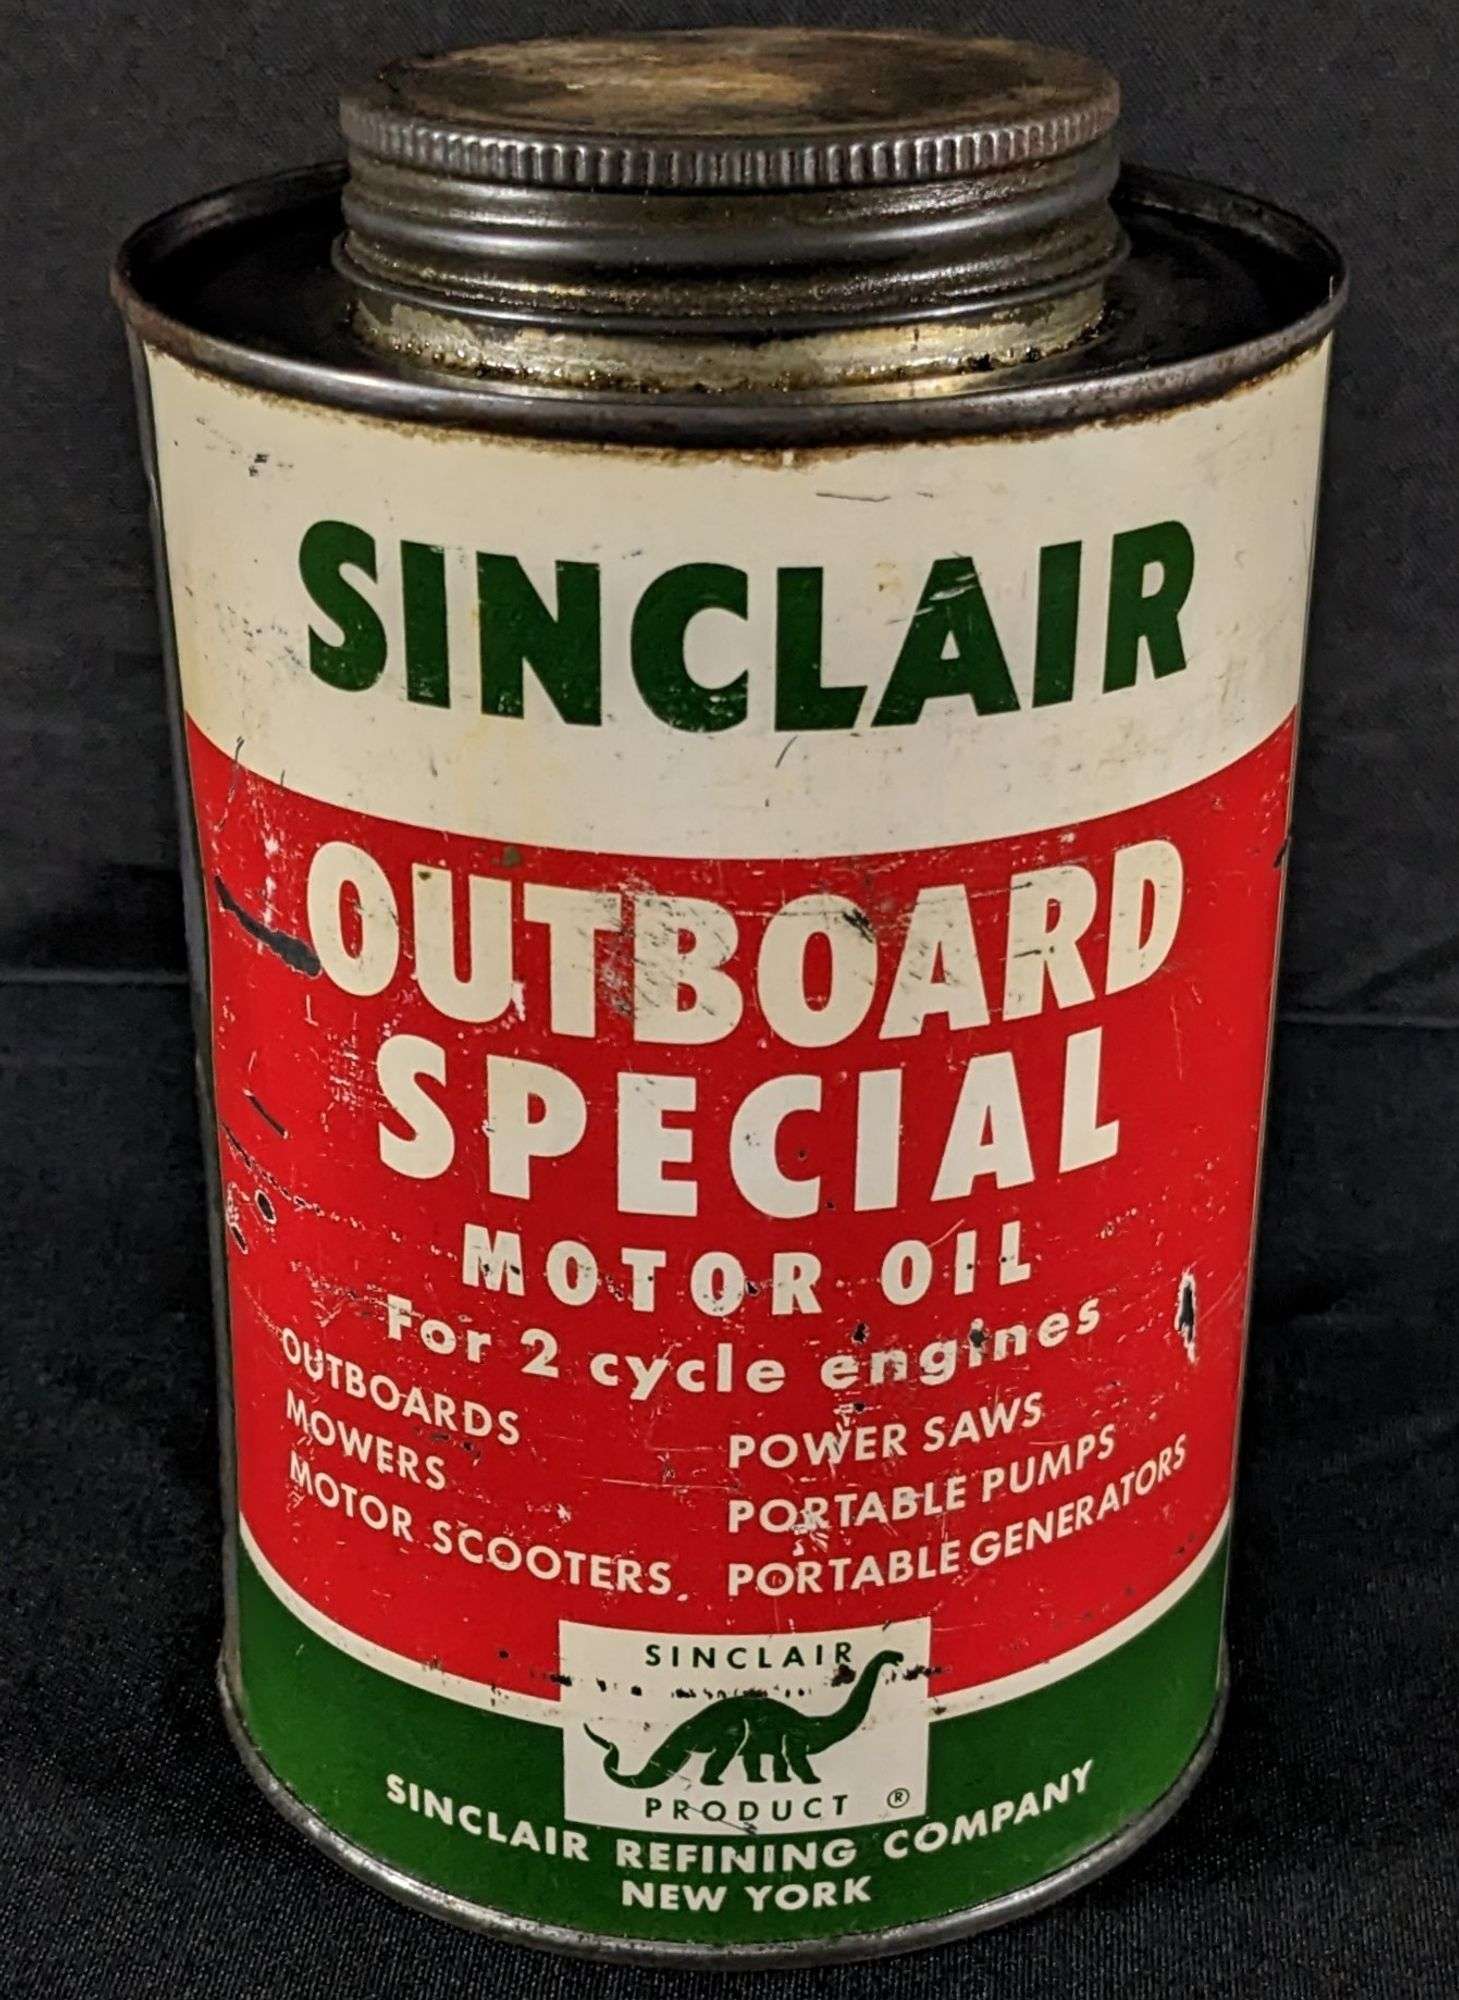 SINCLAIR
OUTBOARD
SPECIAL
MOTOR OIL
For 2 cycle engines
OUTBOARDS
MOWERS
MOTOR SCOOTERS
POWER SAWS
PORTABLE PUMPS
PORTABLE GENERATORS
SINCLAIR
PRODUCT ®
SINCLAIR REFINING COMPANY
NEW YORK